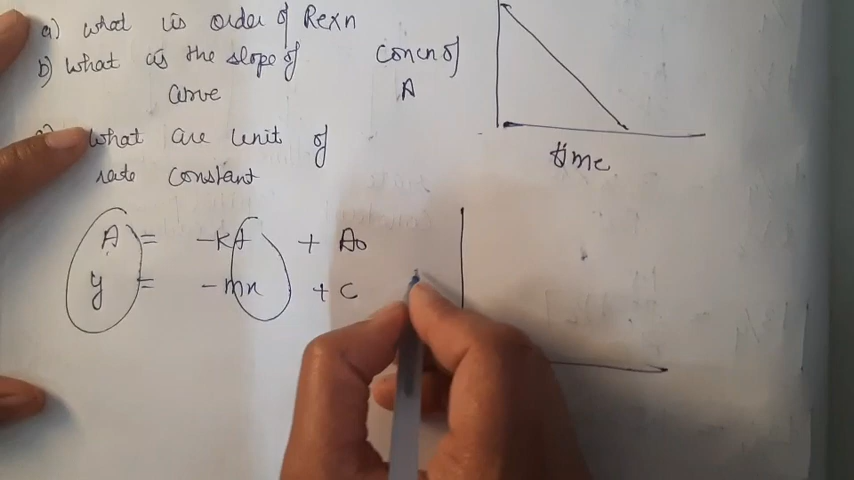 a) what is order of Rexn
b) What is the slope of
curve
concn of
A
time
what are unit of
rate constant
A = -kt + A₀
y = -mx + c